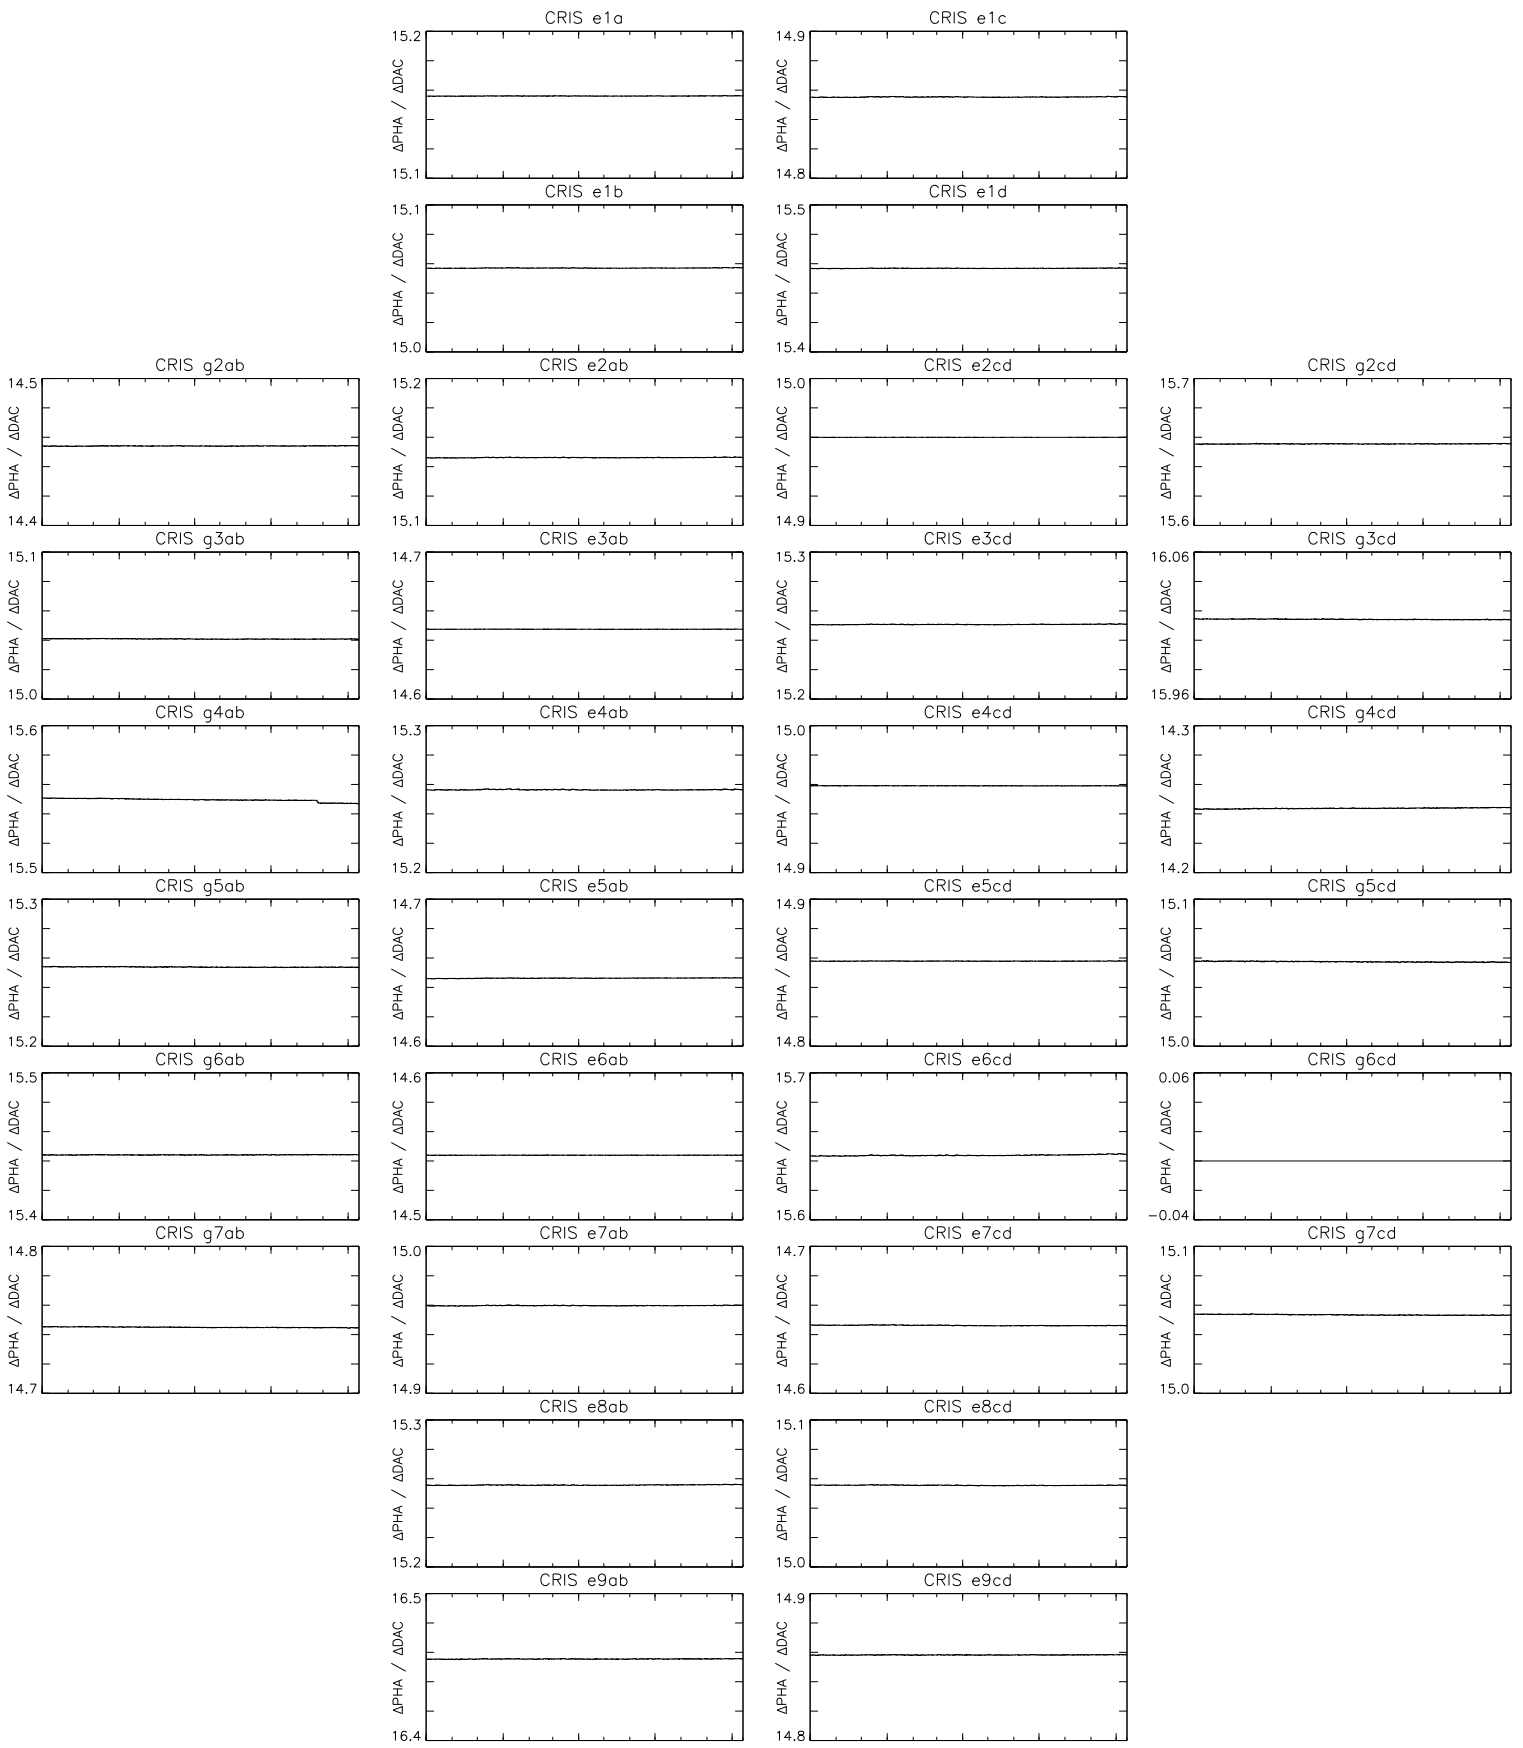 CRIS e1a
15.2
ΔPHA / ΔDAC
15.1
CRIS e1c
14.9
ΔPHA / ΔDAC
14.8
CRIS e1b
15.1
ΔPHA / ΔDAC
15.0
CRIS e1d
15.5
ΔPHA / ΔDAC
15.4
CRIS g2ab
14.5
ΔPHA / ΔDAC
14.4
CRIS e2ab
15.2
ΔPHA / ΔDAC
15.1
CRIS e2cd
15.0
ΔPHA / ΔDAC
14.9
CRIS g2cd
15.7
ΔPHA / ΔDAC
15.6
CRIS g3ab
15.1
ΔPHA / ΔDAC
15.0
CRIS e3ab
14.7
ΔPHA / ΔDAC
14.6
CRIS e3cd
15.3
ΔPHA / ΔDAC
15.2
CRIS g3cd
16.06
ΔPHA / ΔDAC
15.96
CRIS g4ab
15.6
ΔPHA / ΔDAC
15.5
CRIS e4ab
15.3
ΔPHA / ΔDAC
15.2
CRIS e4cd
15.0
ΔPHA / ΔDAC
14.9
CRIS g4cd
14.3
ΔPHA / ΔDAC
14.2
CRIS g5ab
15.3
ΔPHA / ΔDAC
15.2
CRIS e5ab
14.7
ΔPHA / ΔDAC
14.6
CRIS e5cd
14.9
ΔPHA / ΔDAC
14.8
CRIS g5cd
15.1
ΔPHA / ΔDAC
15.0
CRIS g6ab
15.5
ΔPHA / ΔDAC
15.4
CRIS e6ab
14.6
ΔPHA / ΔDAC
14.5
CRIS e6cd
15.7
ΔPHA / ΔDAC
15.6
CRIS g6cd
0.06
ΔPHA / ΔDAC
−0.04
CRIS g7ab
14.8
ΔPHA / ΔDAC
14.7
CRIS e7ab
15.0
ΔPHA / ΔDAC
14.9
CRIS e7cd
14.7
ΔPHA / ΔDAC
14.6
CRIS g7cd
15.1
ΔPHA / ΔDAC
15.0
CRIS e8ab
15.3
ΔPHA / ΔDAC
15.2
CRIS e8cd
15.1
ΔPHA / ΔDAC
15.0
CRIS e9ab
16.5
ΔPHA / ΔDAC
16.4
CRIS e9cd
14.9
ΔPHA / ΔDAC
14.8